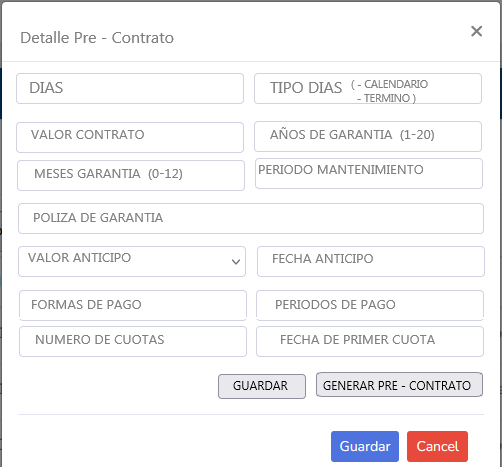 Detalle Pre - Contrato ×
DIAS
TIPO DIAS ( - CALENDARIO
- TERMINO )
VALOR CONTRATO
AÑOS DE GARANTIA (1-20)
MESES GARANTIA (0-12)
PERIODO MANTENIMIENTO
POLIZA DE GARANTIA
VALOR ANTICIPO
FECHA ANTICIPO
FORMAS DE PAGO
PERIODOS DE PAGO
NUMERO DE CUOTAS
FECHA DE PRIMER CUOTA
GUARDAR
GENERAR PRE - CONTRATO
Guardar
Cancel